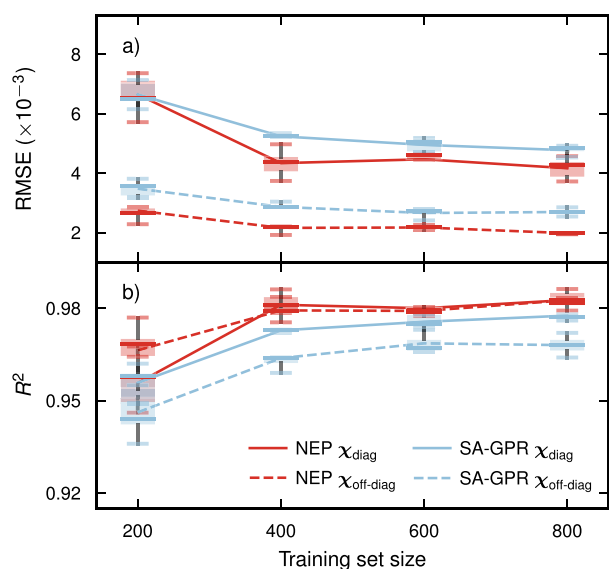 a)
8
6
4
2
RMSE (×10⁻³)
b)
0.98
0.95
0.92
R²
NEP χdiag
SA-GPR χdiag
NEP χoff-diag
SA-GPR χoff-diag
200 400 600 800
Training set size